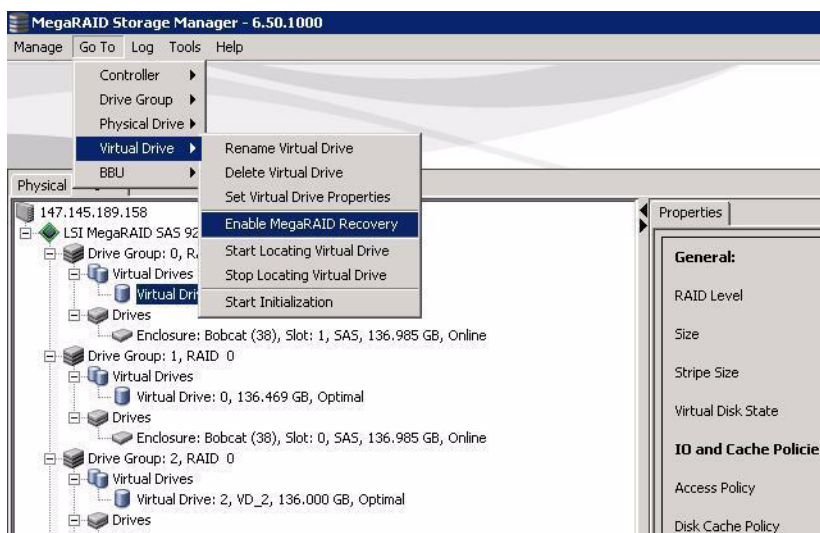 MegaRAID Storage Manager - 6.50.1000
Manage Go To Log Tools Help
Controller
Drive Group
Physical Drive
Virtual Drive
BBU
Rename Virtual Drive
Delete Virtual Drive
Set Virtual Drive Properties
Enable MegaRAID Recovery
Start Locating Virtual Drive
Stop Locating Virtual Drive
Start Initialization
Physical
147.145.189.158
LSI MegaRAID SAS 92
Drive Group: 0, R
Virtual Drives
Virtual Dri
Drives
Enclosure: Bobcat (38), Slot: 1, SAS, 136.985 GB, Online
Drive Group: 1, RAID 0
Virtual Drives
Virtual Drive: 0, 136.469 GB, Optimal
Drives
Enclosure: Bobcat (38), Slot: 0, SAS, 136.985 GB, Online
Drive Group: 2, RAID 0
Virtual Drives
Virtual Drive: 2, VD_2, 136.000 GB, Optimal
Drives
Properties
General:
RAID Level
Size
Stripe Size
Virtual Disk State
IO and Cache Policie
Access Policy
Disk Cache Policy